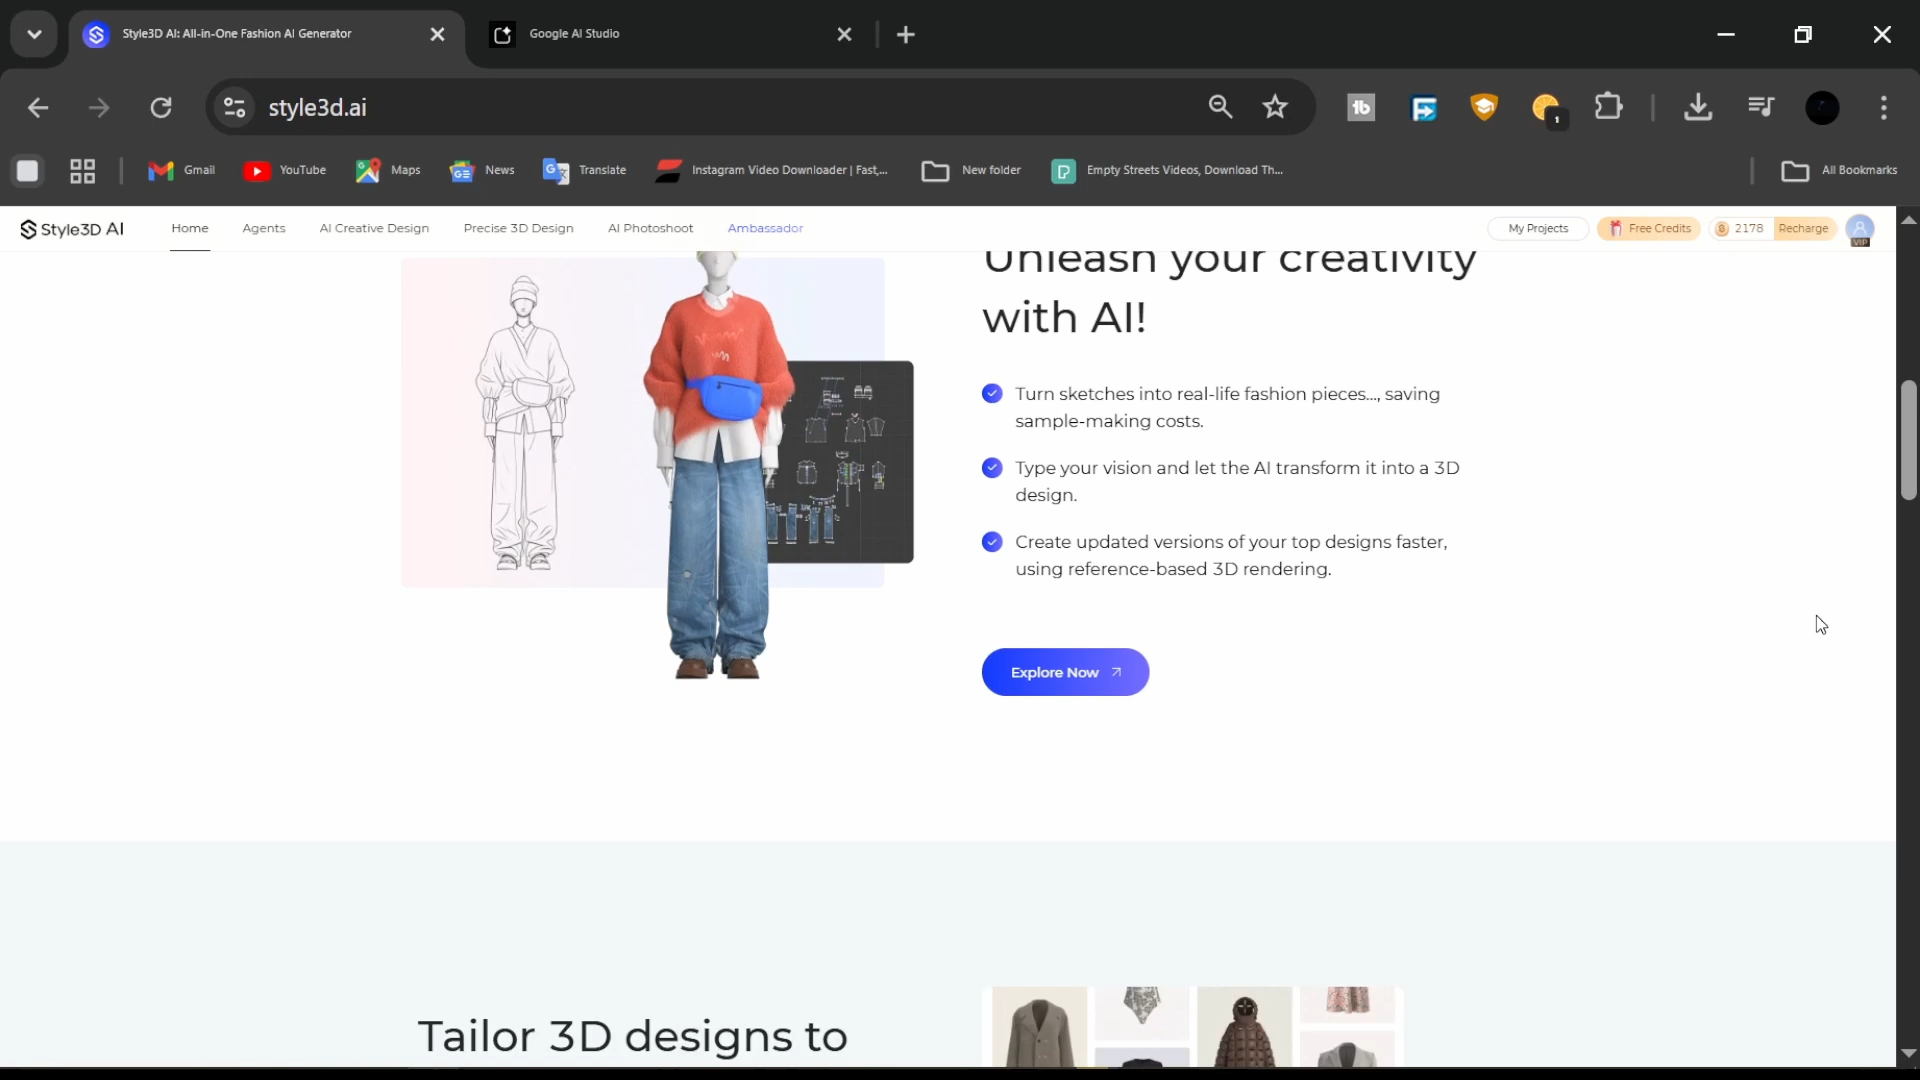 Style3D AI: All-in-One Fashion AI Generator
Google AI Studio
style3d.ai
1
Gmail
YouTube
Maps
News
Translate
Instagram Video Downloader | Fast,...
New folder
Empty Streets Videos, Download Th...
All Bookmarks
Style3D AI
Home
Agents
AI Creative Design
Precise 3D Design
AI Photoshoot
Ambassador
My Projects
Free Credits
2178
Recharge
VIP
Unleash your creativity
with AI!
Turn sketches into real-life fashion pieces..., saving
sample-making costs.
Type your vision and let the AI transform it into a 3D
design.
Create updated versions of your top designs faster,
using reference-based 3D rendering.
Explore Now
Tailor 3D designs to